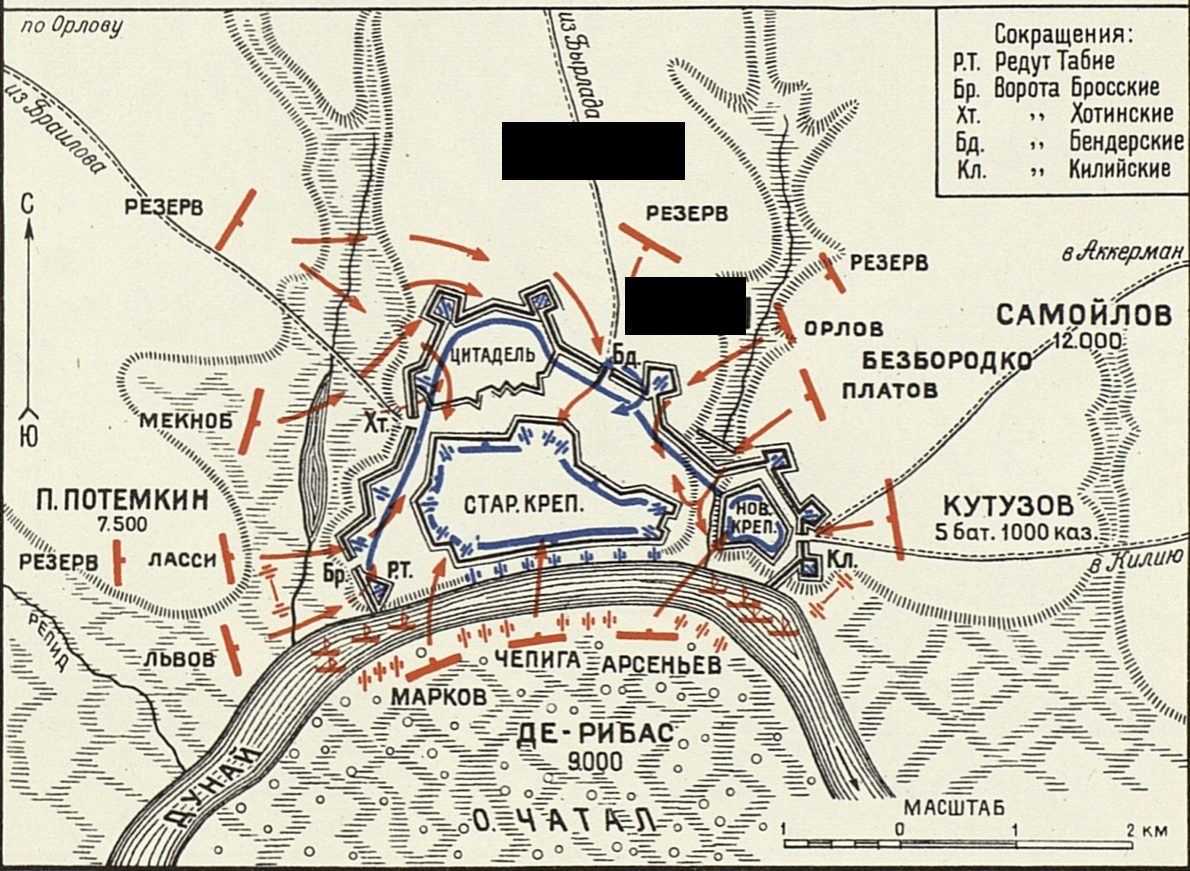 по Орлову
из Браилова
из Бырлада
Сокращения:
Р.Т. Редут Табие
Бр. Ворота Бросские
Хт. ,, Хотинские
Бд. ,, Бендерские
Кл. ,, Килийские
С
Ю
РЕЗЕРВ
РЕЗЕРВ
РЕЗЕРВ
в Аккерман
САМОЙЛОВ
12.000
ОРЛОВ
БЕЗБОРОДКО
ПЛАТОВ
ЦИТАДЕЛЬ
Бд.
МЕКНОБ
Хт.
П. ПОТЕМКИН
7.500
СТАР. КРЕП.
НОВ.
КРЕП.
КУТУЗОВ
5 бат. 1000 каз.
в Килию
РЕЗЕРВ
ЛАССИ
Бр.
Р.Т.
Кл.
РЕПИД
ЛЬВОВ
МАРКОВ
ЧЕПИГА
АРСЕНЬЕВ
ДЕ-РИБАС
9.000
ДУНАЙ
О. ЧАТАЛ
МАСШТАБ
1 0 1 2 км